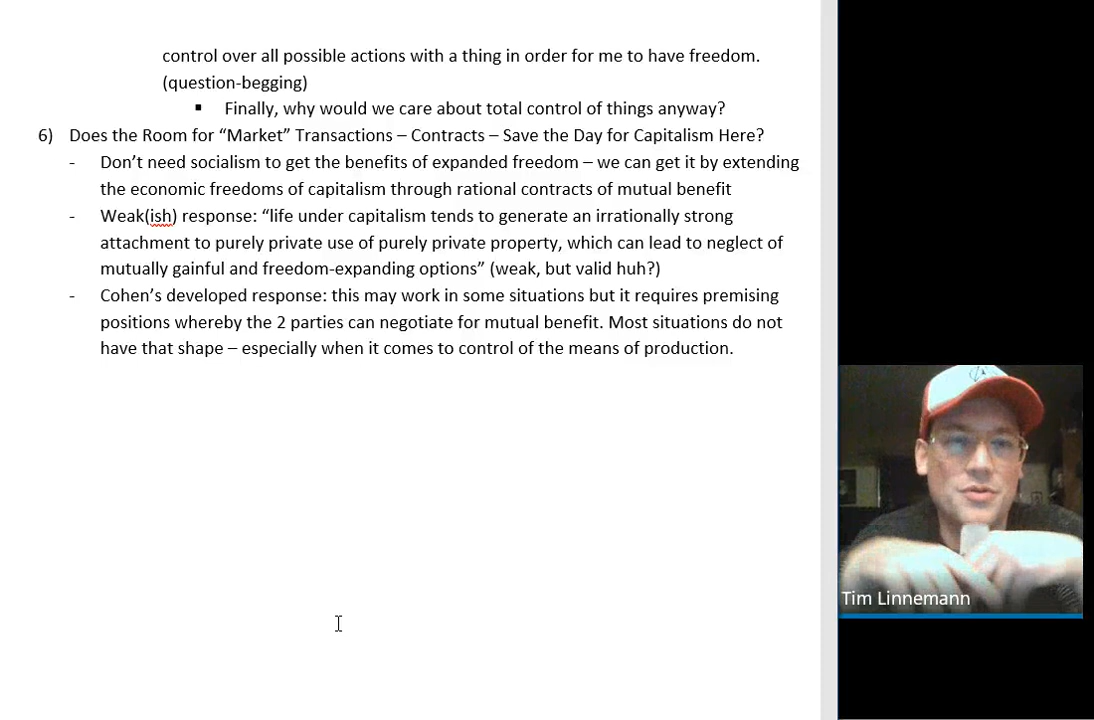 control over all possible actions with a thing in order for me to have freedom.
(question-begging)
▪ Finally, why would we care about total control of things anyway?
6) Does the Room for “Market” Transactions – Contracts – Save the Day for Capitalism Here?
- Don’t need socialism to get the benefits of expanded freedom – we can get it by extending
the economic freedoms of capitalism through rational contracts of mutual benefit
- Weak(ish) response: “life under capitalism tends to generate an irrationally strong
attachment to purely private use of purely private property, which can lead to neglect of
mutually gainful and freedom-expanding options” (weak, but valid huh?)
- Cohen’s developed response: this may work in some situations but it requires premising
positions whereby the 2 parties can negotiate for mutual benefit. Most situations do not
have that shape – especially when it comes to control of the means of production.
Tim Linnemann